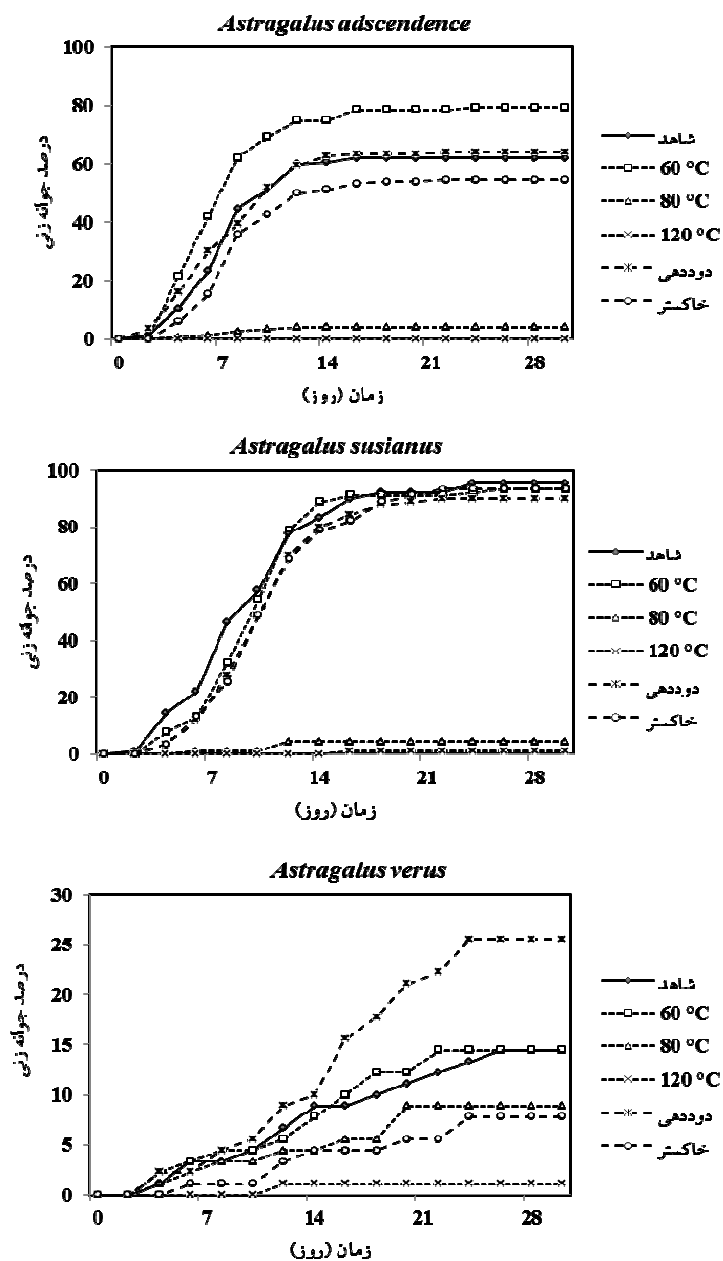 Astragalus adscendence
100
80
60
40
20
0
درصد جوانه زنی
0 7 14 21 28
زمان (روز)
شاهد
60 °C
80 °C
120 °C
دوددهی
خاکستر
Astragalus susianus
100
80
60
40
20
0
درصد جوانه زنی
0 7 14 21 28
زمان (روز)
شاهد
60 °C
80 °C
120 °C
دوددهی
خاکستر
Astragalus verus
30
25
20
15
10
5
0
درصد جوانه زنی
0 7 14 21 28
زمان (روز)
شاهد
60 °C
80 °C
120 °C
دوددهی
خاکستر